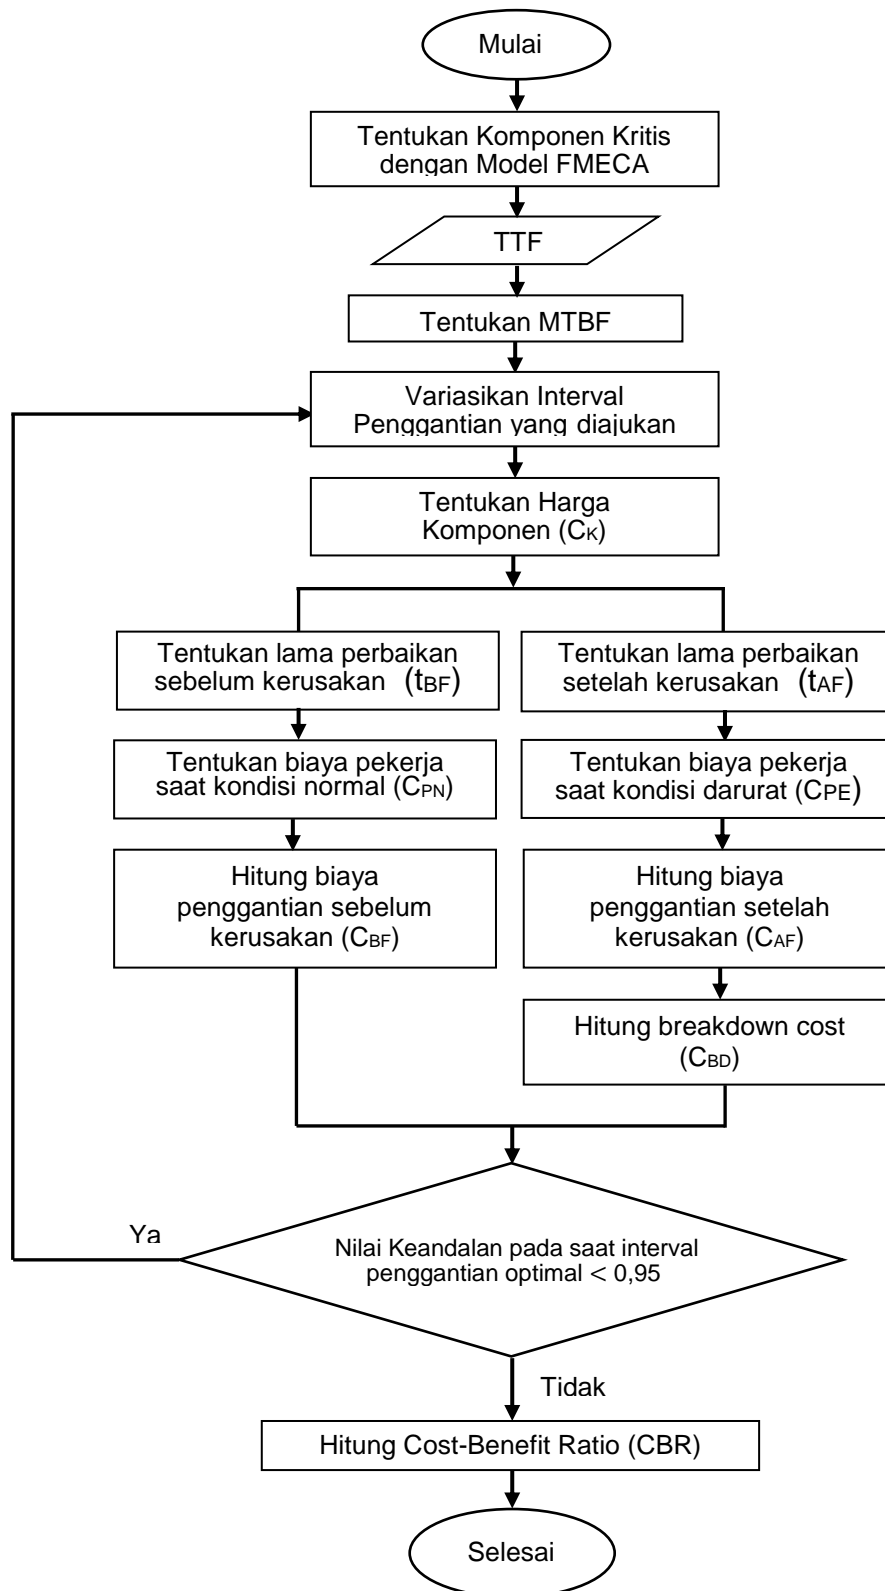 Mulai
Tentukan Komponen Kritis
dengan Model FMECA
TTF
Tentukan MTBF
Variasikan Interval
Penggantian yang diajukan
Tentukan Harga
Komponen (CK)
Tentukan lama perbaikan
sebelum kerusakan (tBF)
Tentukan lama perbaikan
setelah kerusakan (tAF)
Tentukan biaya pekerja
saat kondisi normal (CPN)
Tentukan biaya pekerja
saat kondisi darurat (CPE)
Hitung biaya
penggantian sebelum
kerusakan (CBF)
Hitung biaya
penggantian setelah
kerusakan (CAF)
Hitung breakdown cost
(CBD)
Ya
Nilai Keandalan pada saat interval
penggantian optimal < 0,95
Tidak
Hitung Cost-Benefit Ratio (CBR)
Selesai